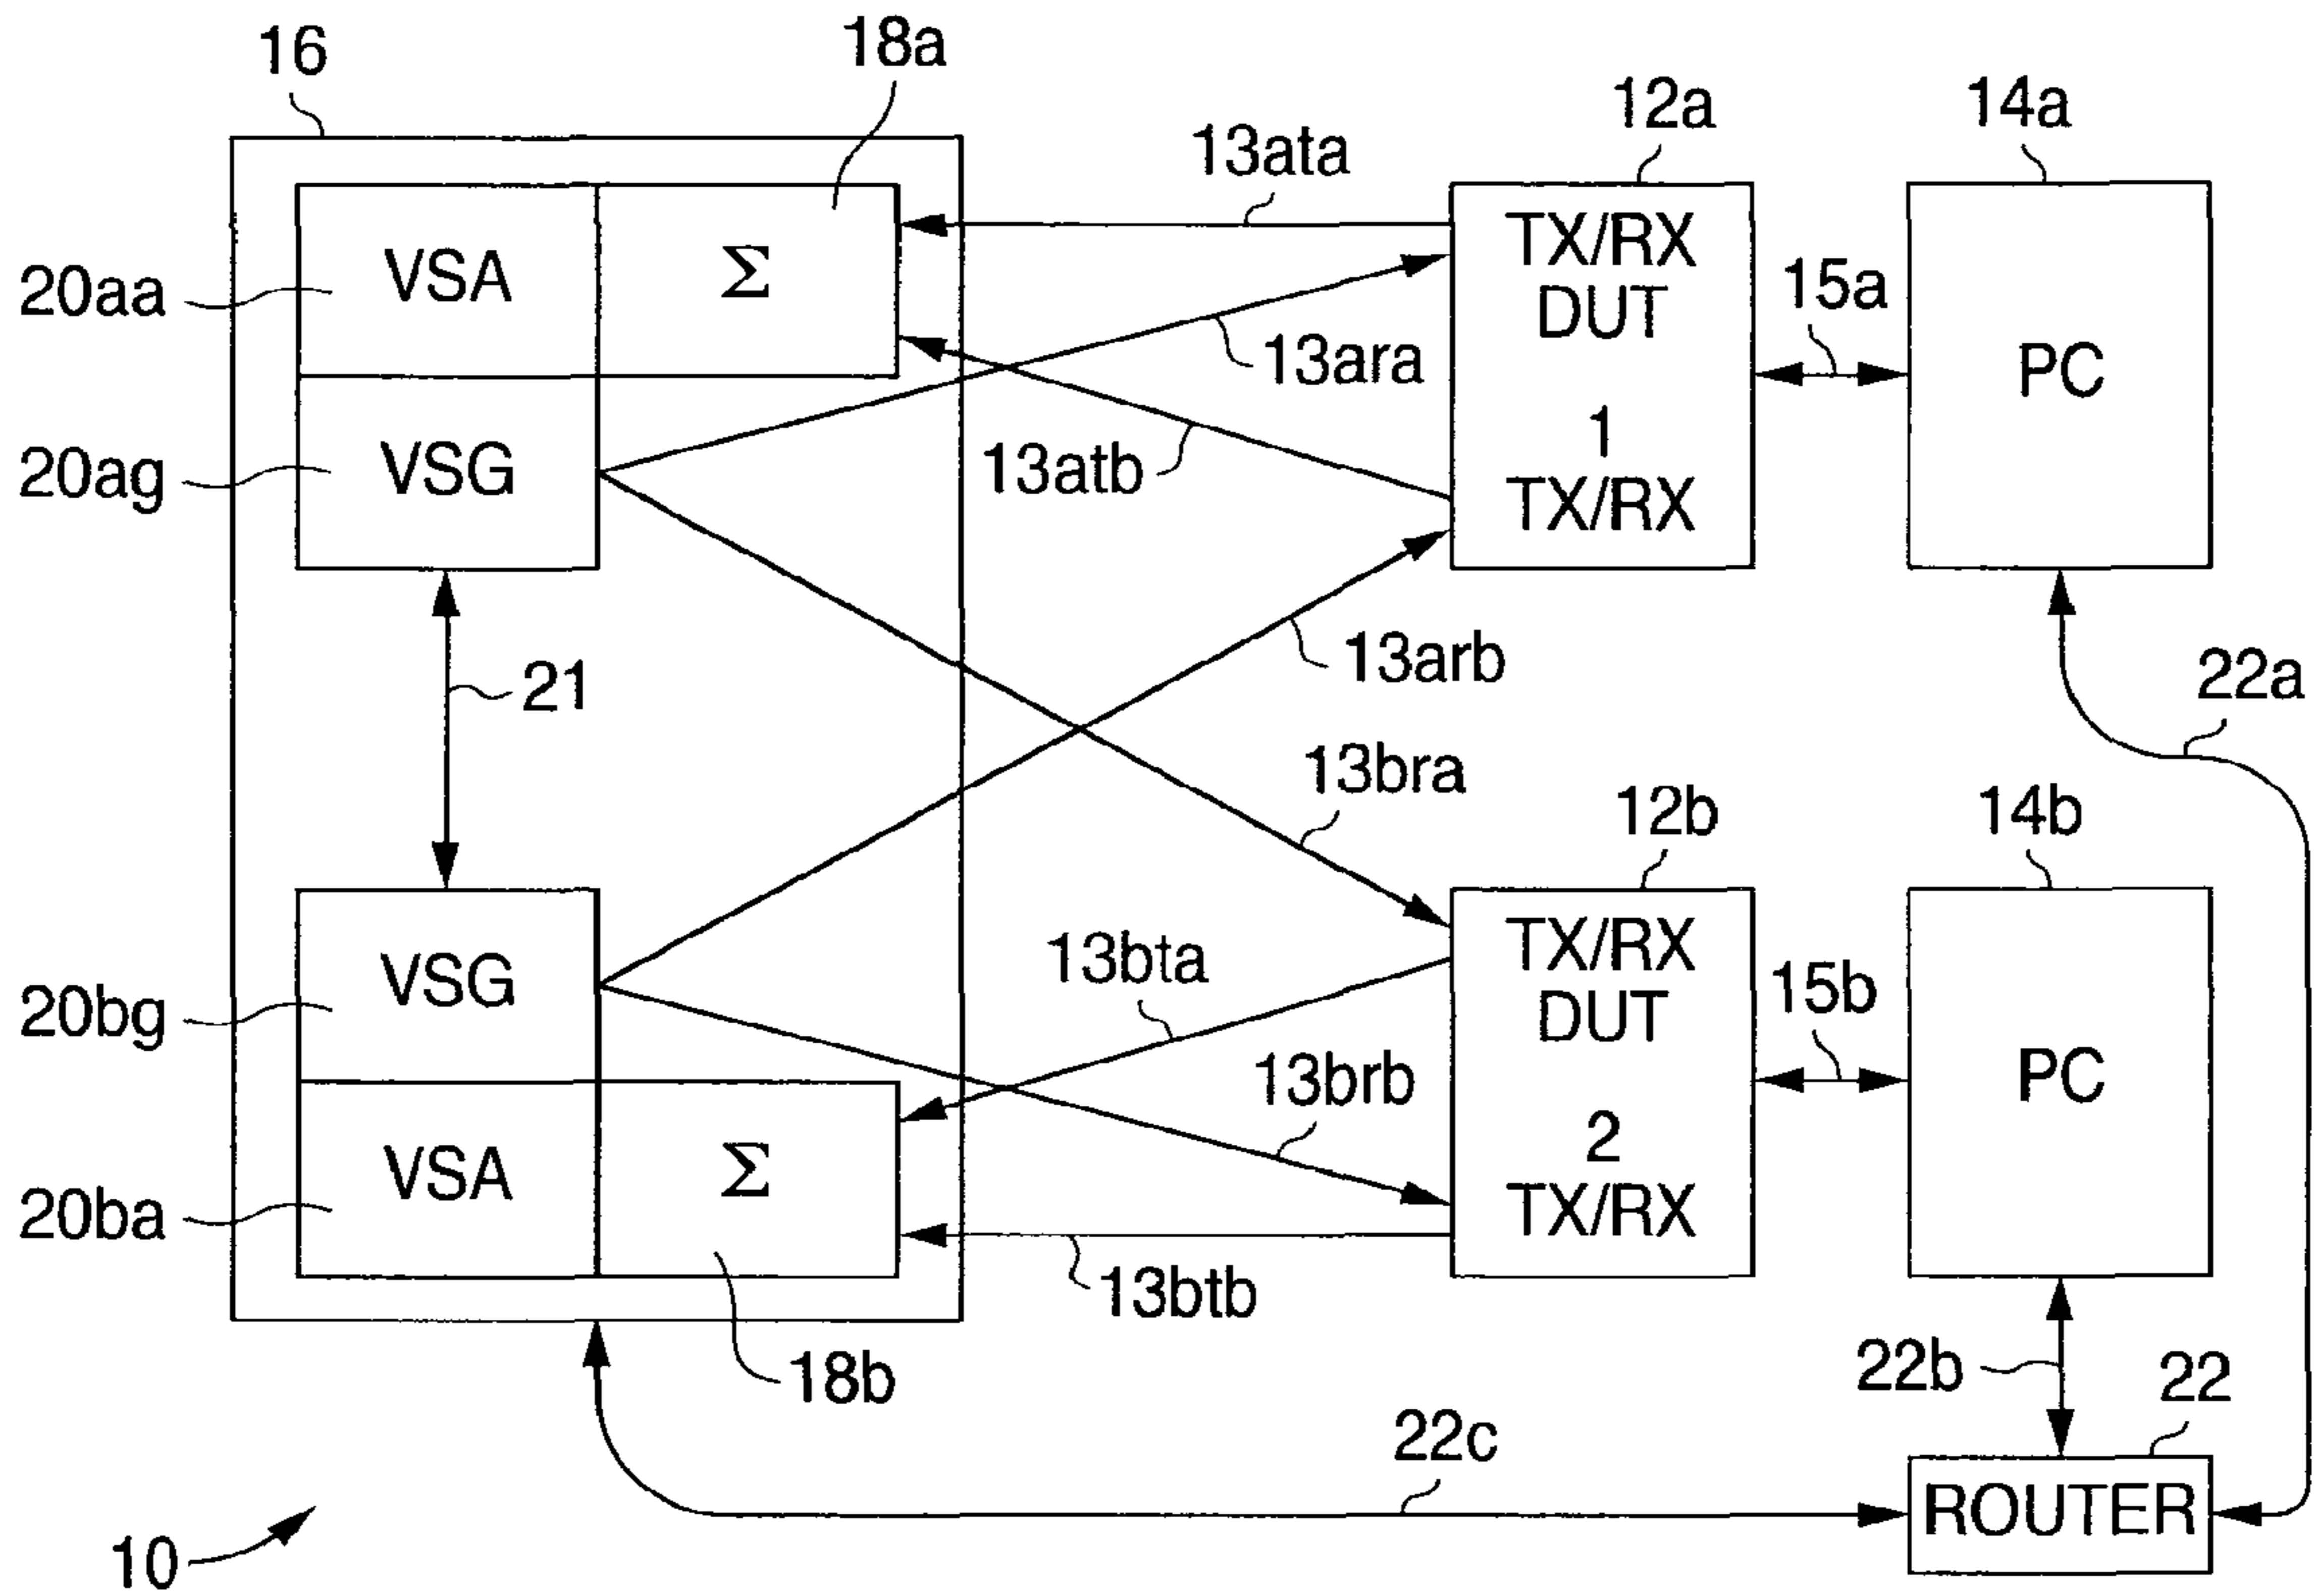 16
18a
12a
14a
13ata
VSA
Σ
TX/RX
DUT
1
TX/RX
15a
PC
20aa
13ara
20ag
VSG
13atb
21
13arb
22a
13bra
12b
14b
VSG
13bta
TX/RX
DUT
2
TX/RX
15b
PC
20bg
13brb
VSA
Σ
20ba
13btb
18b
22b
22
22c
ROUTER
10